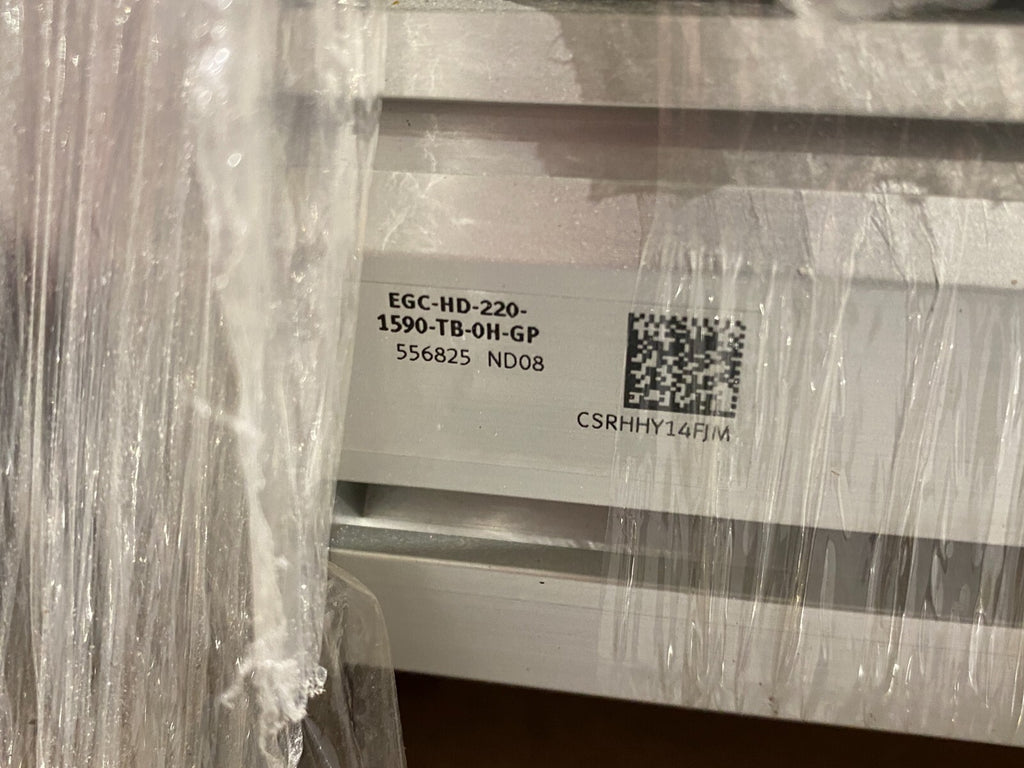 EGC-HD-220-
1590-TB-0H-GP
556825 ND08
CSRHHY14FJM